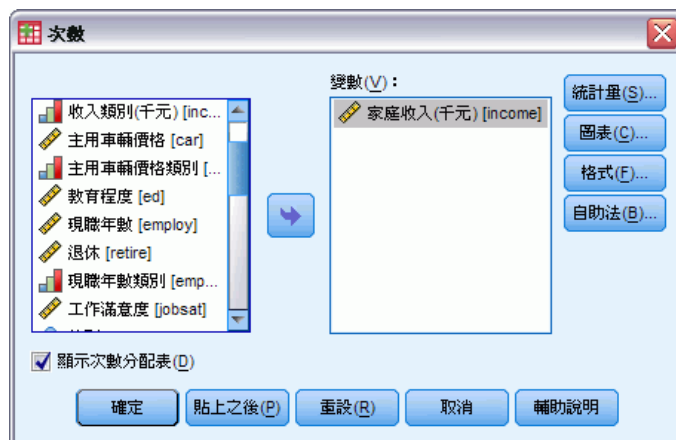 次數
收入類別(千元) [inc...
主用車輛價格 [car]
主用車輛價格類別 [...
教育程度 [ed]
現職年數 [employ]
退休 [retire]
現職年數類別 [emp...
工作滿意度 [jobsat]
變數(V)：
家庭收入(千元) [income]
統計量(S)...
圖表(C)...
格式(F)...
自助法(B)...
顯示次數分配表(D)
確定
貼上之後(P)
重設(R)
取消
輔助說明